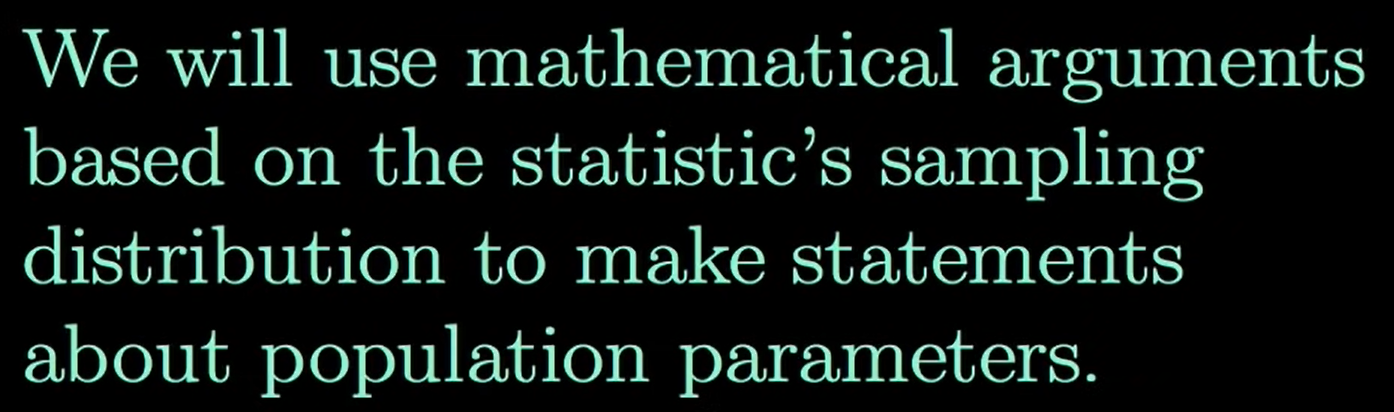 We will use mathematical arguments
based on the statistic’s sampling
distribution to make statements
about population parameters.